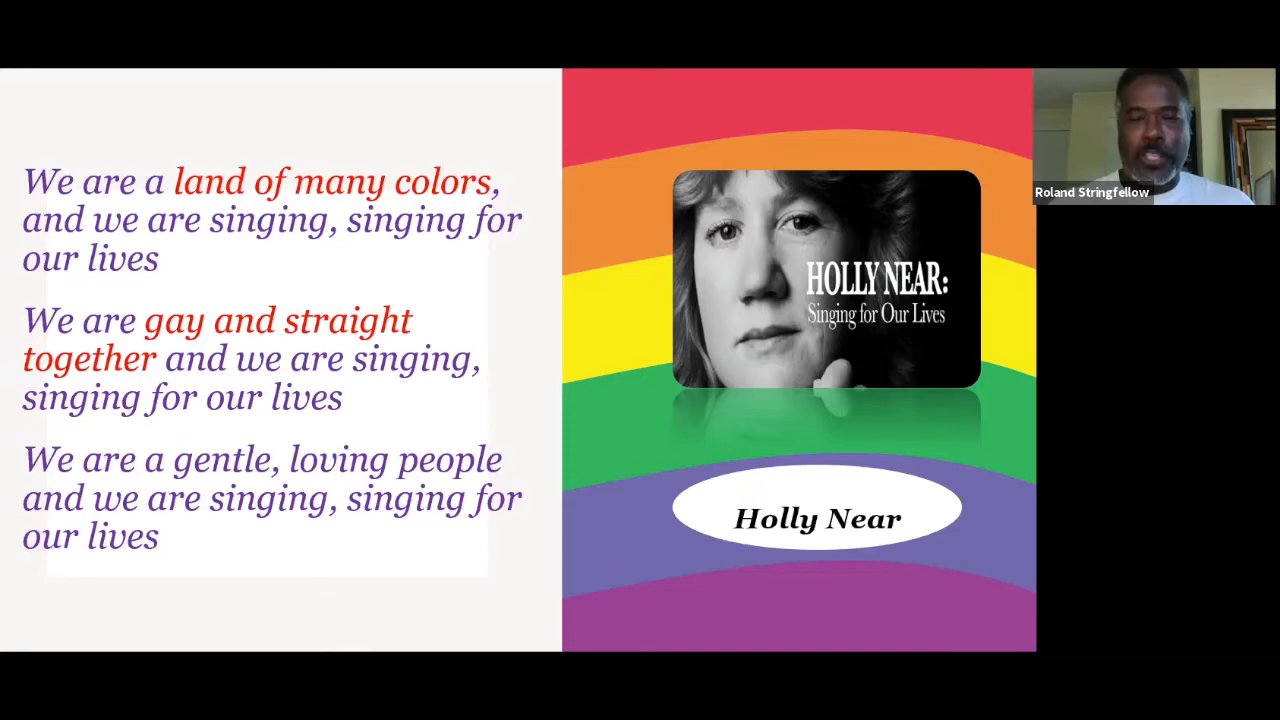 We are a land of many colors,
and we are singing, singing for
our lives
We are gay and straight
together and we are singing,
singing for our lives
We are a gentle, loving people
and we are singing, singing for
our lives
HOLLY NEAR:
Singing for Our Lives
Holly Near
Roland Stringfellow